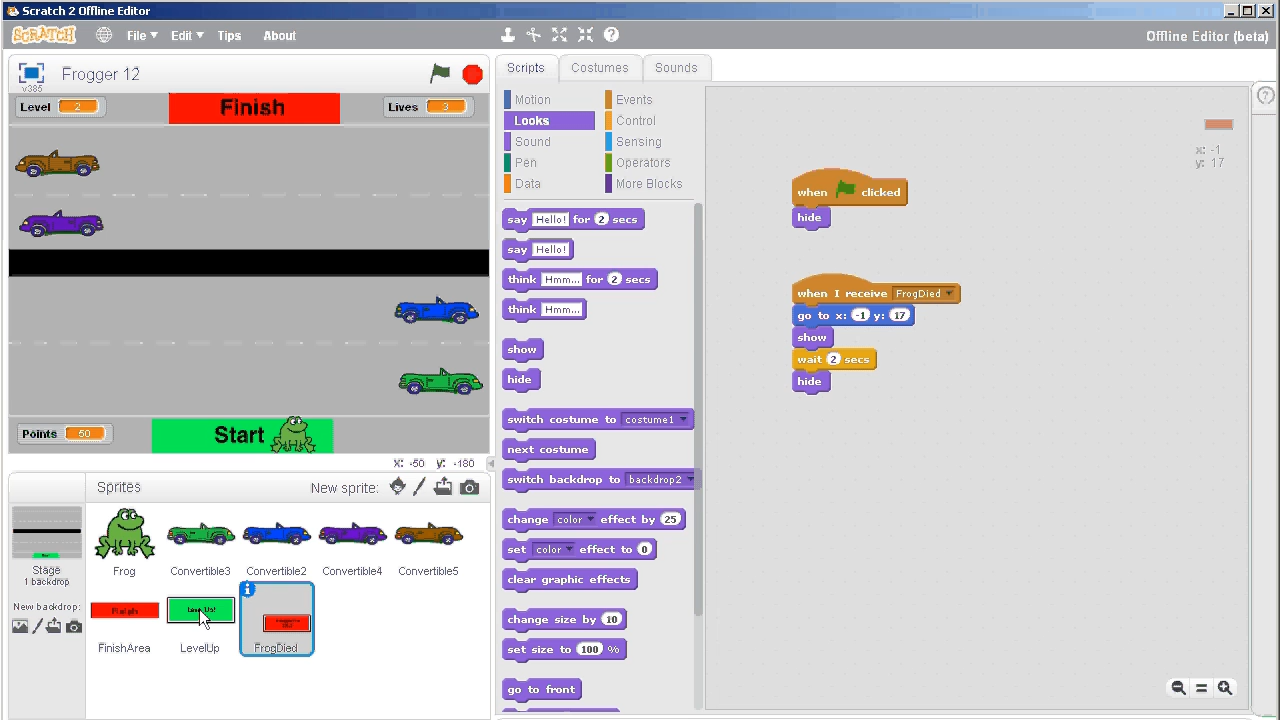 Scratch 2 Offline Editor
SCRATCH File Edit Tips About
Offline Editor (beta)
Frogger 12
v385
Level 2
Finish
Lives 3
Points 50
Start
x: -50 y: -180
Sprites New sprite:
Stage
1 backdrop
New backdrop:
Frog
Convertible3
Convertible2
Convertible4
Convertible5
Finish
FinishArea
Level Up!
LevelUp
FrogDied
Scripts Costumes Sounds
Motion Events
Looks Control
Sound Sensing
Pen Operators
Data More Blocks
say Hello! for 2 secs
say Hello!
think Hmm... for 2 secs
think Hmm...
show
hide
switch costume to costume1
next costume
switch backdrop to backdrop2
change color effect by 25
set color effect to 0
clear graphic effects
change size by 10
set size to 100 %
go to front
when clicked
hide
when I receive FrogDied
go to x: -1 y: 17
show
wait 2 secs
hide
x: -1
y: 17